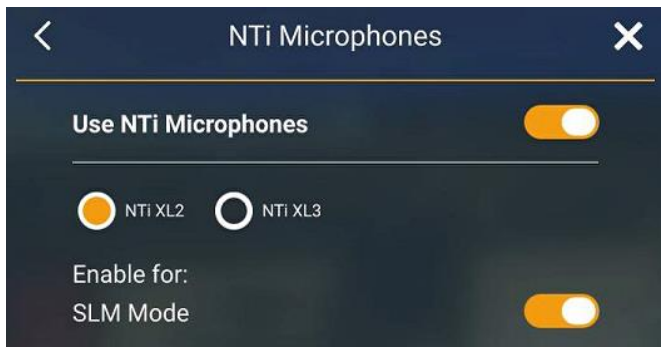 NTi Microphones
Use NTi Microphones
NTi XL2 NTi XL3
Enable for:
SLM Mode